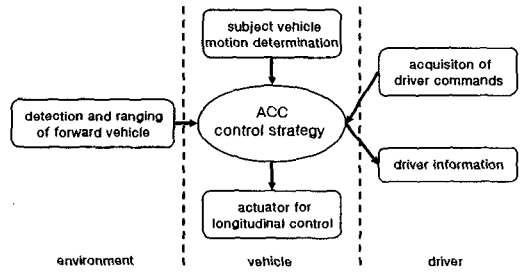 subject vehicle
motion determination
acquisiton of
driver commands
detection and ranging
of forward vehicle
ACC
control strategy
driver information
actuator for
longitudinal control
environment
vehicle
driver